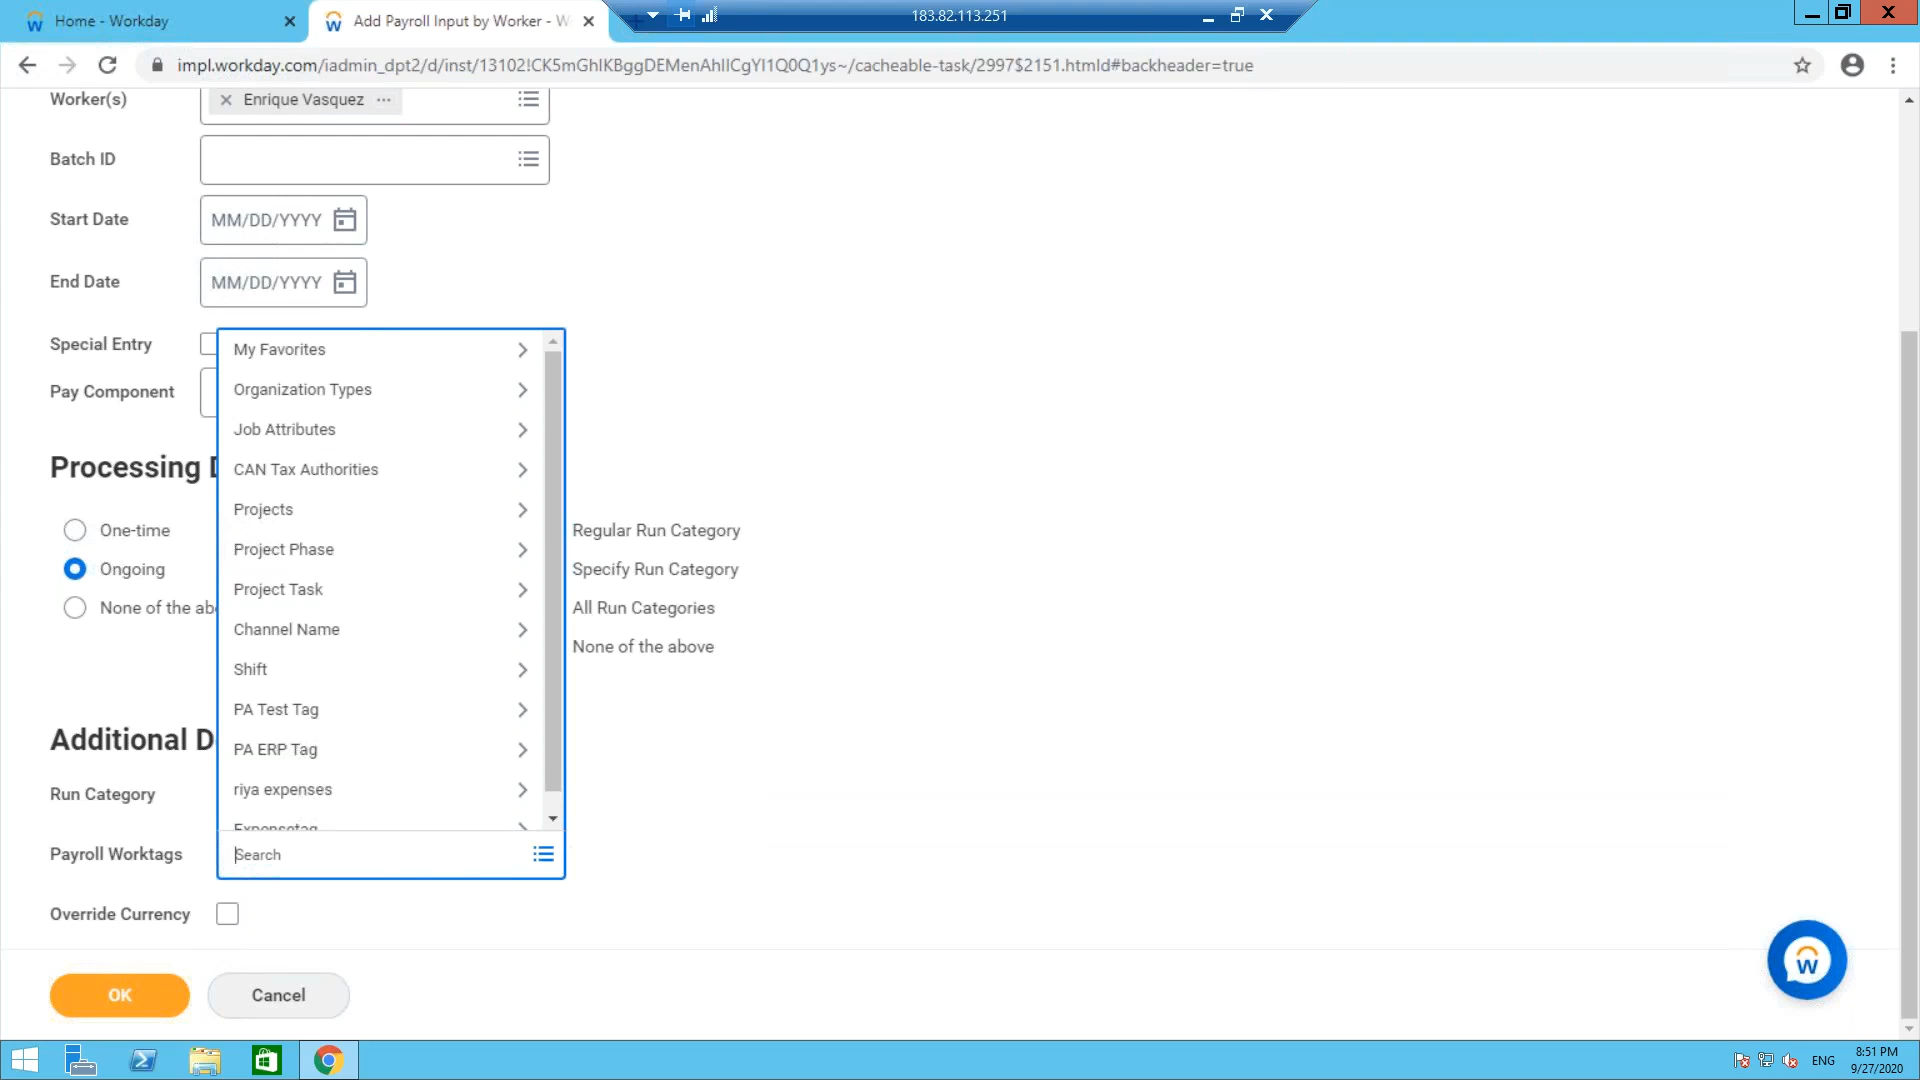 Home - Workday
Add Payroll Input by Worker - W
183.82.113.251
impl.workday.com/iadmin_dpt2/d/inst/13102!CK5mGhIKBggDEMenAhIICgYI1Q0Q1ys~/cacheable-task/2997$2151.htmld#backheader=true
Worker(s)
Enrique Vasquez
Batch ID
Start Date
MM/DD/YYYY
End Date
MM/DD/YYYY
Special Entry
My Favorites
Organization Types
Pay Component
Job Attributes
CAN Tax Authorities
Processing D
Projects
One-time
Regular Run Category
Project Phase
Ongoing
Specify Run Category
Project Task
None of the abo
All Run Categories
Channel Name
None of the above
Shift
PA Test Tag
Additional D
PA ERP Tag
Run Category
riya expenses
Expensetag
Payroll Worktags
Search
Override Currency
OK
Cancel
ENG
8:51 PM
9/27/2020